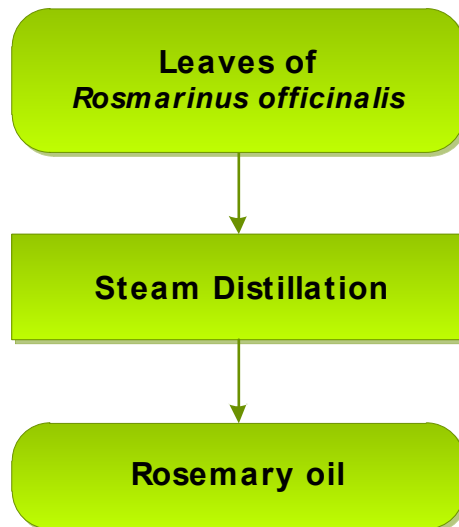 Leaves of
Rosmarinus officinalis
Steam Distillation
Rosemary oil